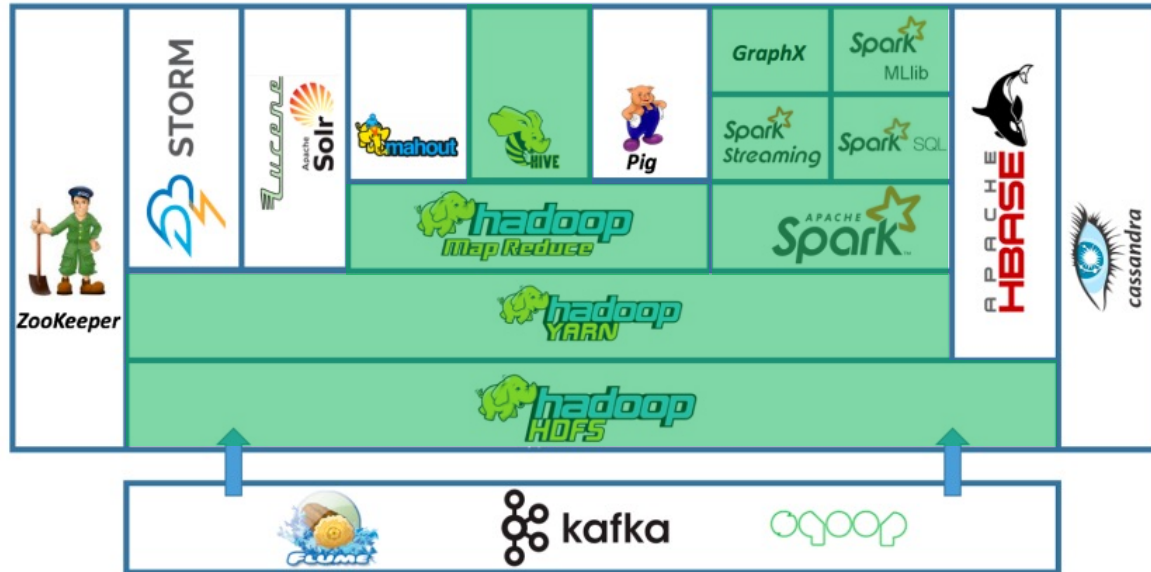 ZooKeeper
STORM
Lucene
Apache
Solr
mahout
HIVE
Pig
GraphX
Spark
MLlib
Spark
Streaming
Spark SQL
hadoop
Map Reduce
APACHE
Spark™
APACHE
HBASE
cassandra
hadoop
YARN
hadoop
HDFS
FLUME
kafka
sqoop